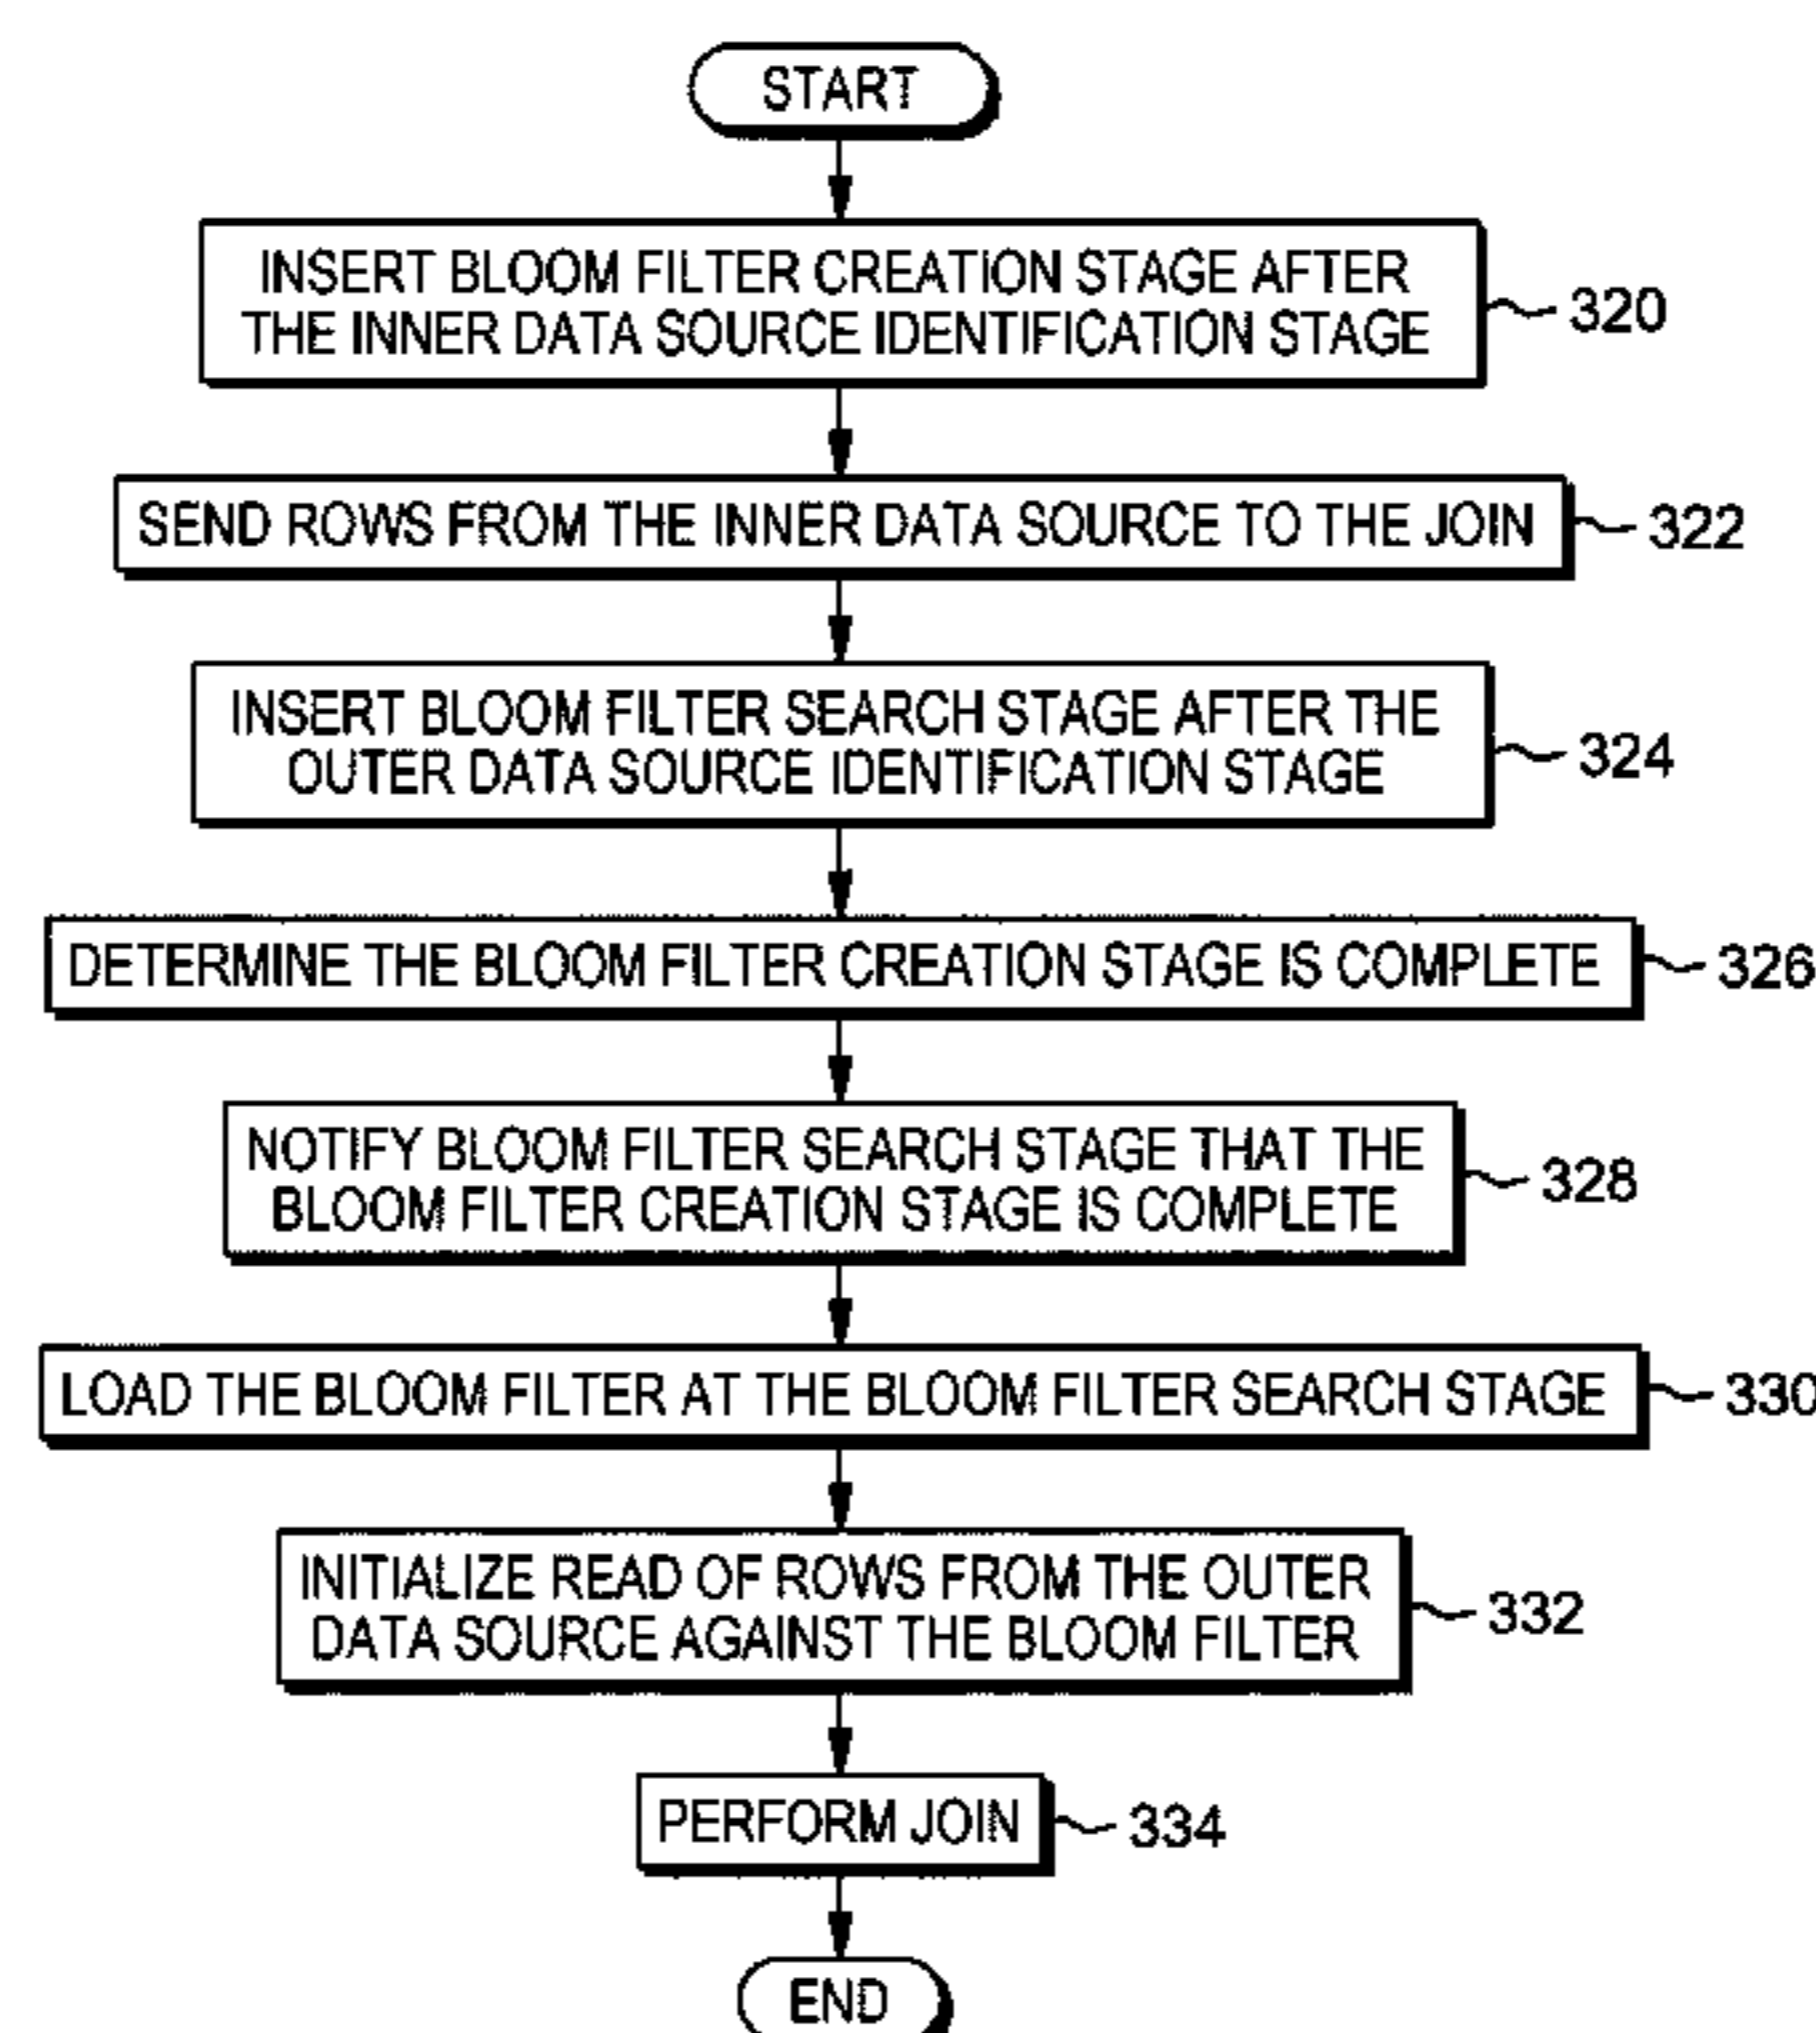 START
INSERT BLOOM FILTER CREATION STAGE AFTER
THE INNER DATA SOURCE IDENTIFICATION STAGE
320
SEND ROWS FROM THE INNER DATA SOURCE TO THE JOIN
322
INSERT BLOOM FILTER SEARCH STAGE AFTER THE
OUTER DATA SOURCE IDENTIFICATION STAGE
324
DETERMINE THE BLOOM FILTER CREATION STAGE IS COMPLETE
326
NOTIFY BLOOM FILTER SEARCH STAGE THAT THE
BLOOM FILTER CREATION STAGE IS COMPLETE
328
LOAD THE BLOOM FILTER AT THE BLOOM FILTER SEARCH STAGE
330
INITIALIZE READ OF ROWS FROM THE OUTER
DATA SOURCE AGAINST THE BLOOM FILTER
332
PERFORM JOIN
334
END